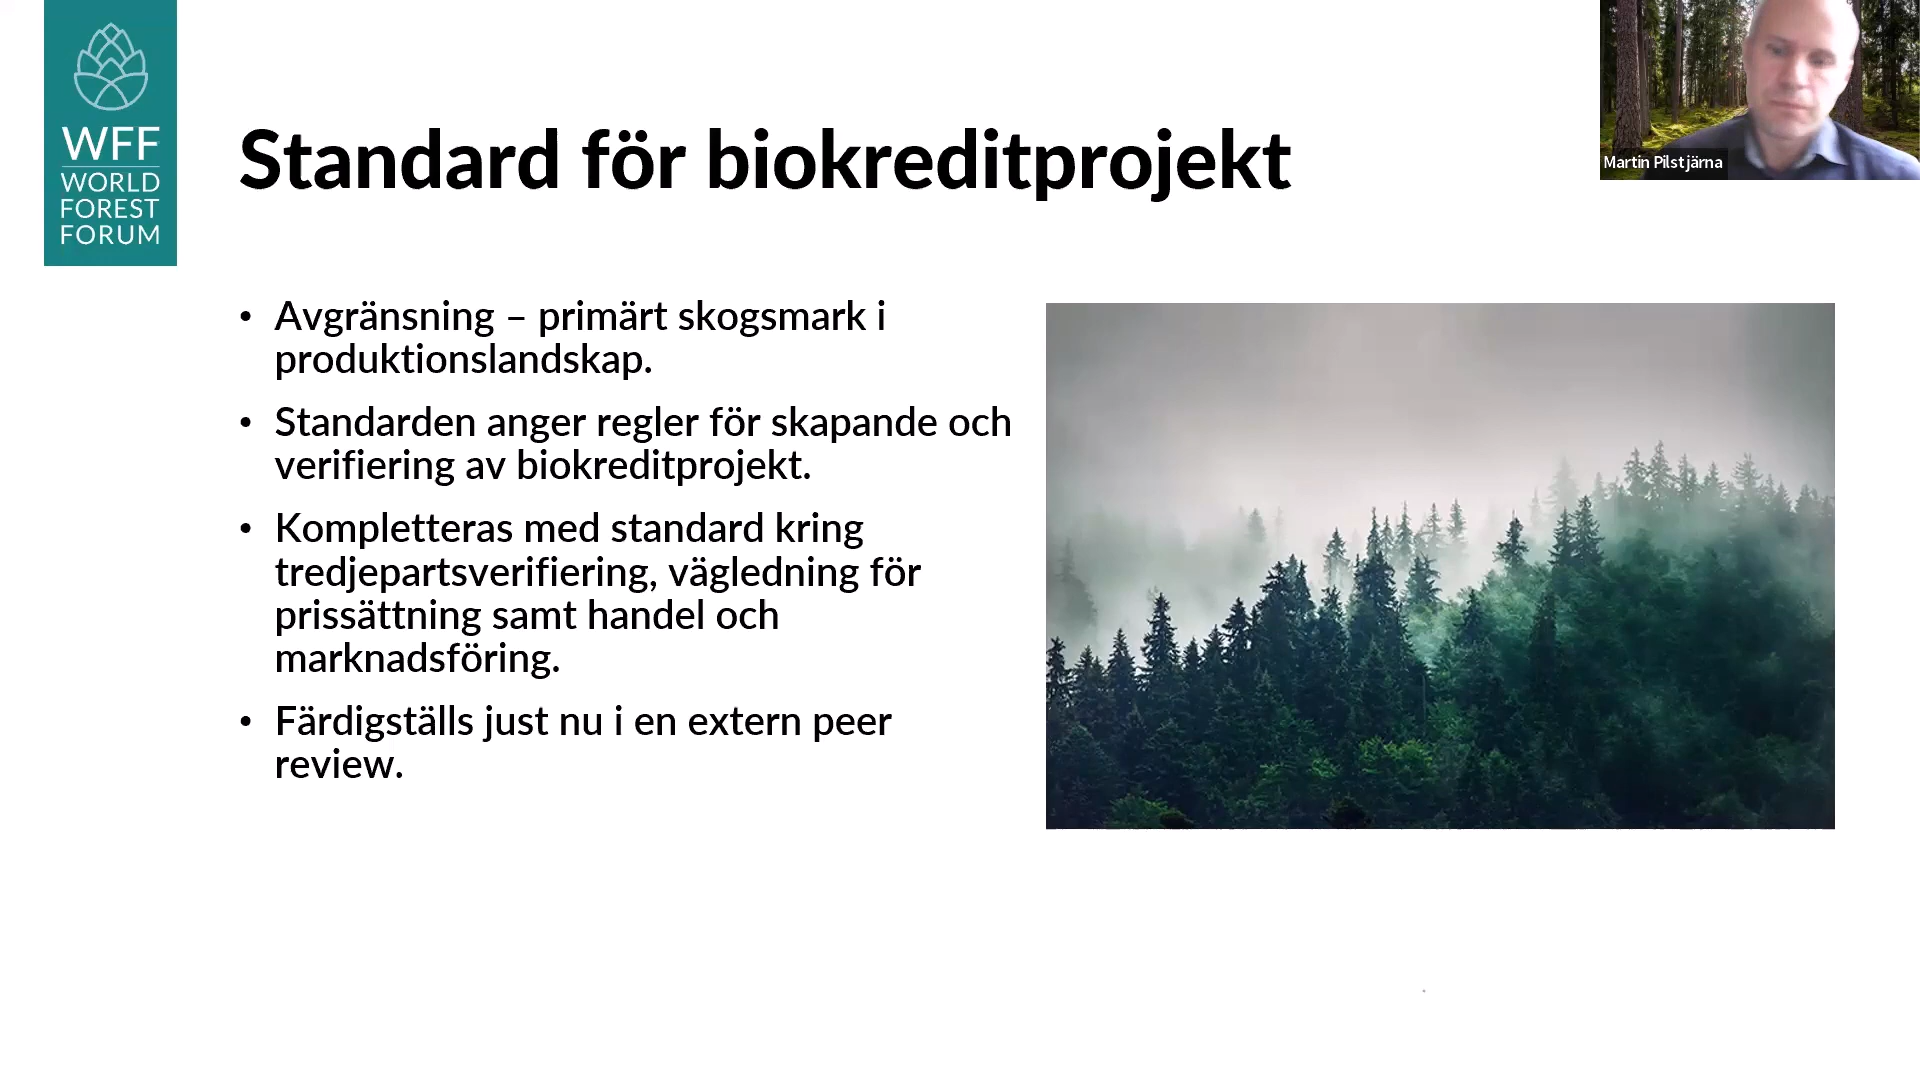 WFF
WORLD
FOREST
FORUM
Standard för biokreditprojekt
Martin Pilstjärna
• Avgränsning – primärt skogsmark i
produktionslandskap.
• Standarden anger regler för skapande och
verifiering av biokreditprojekt.
• Kompletteras med standard kring
tredjepartsverifiering, vägledning för
prissättning samt handel och
marknadsföring.
• Färdigställs just nu i en extern peer
review.